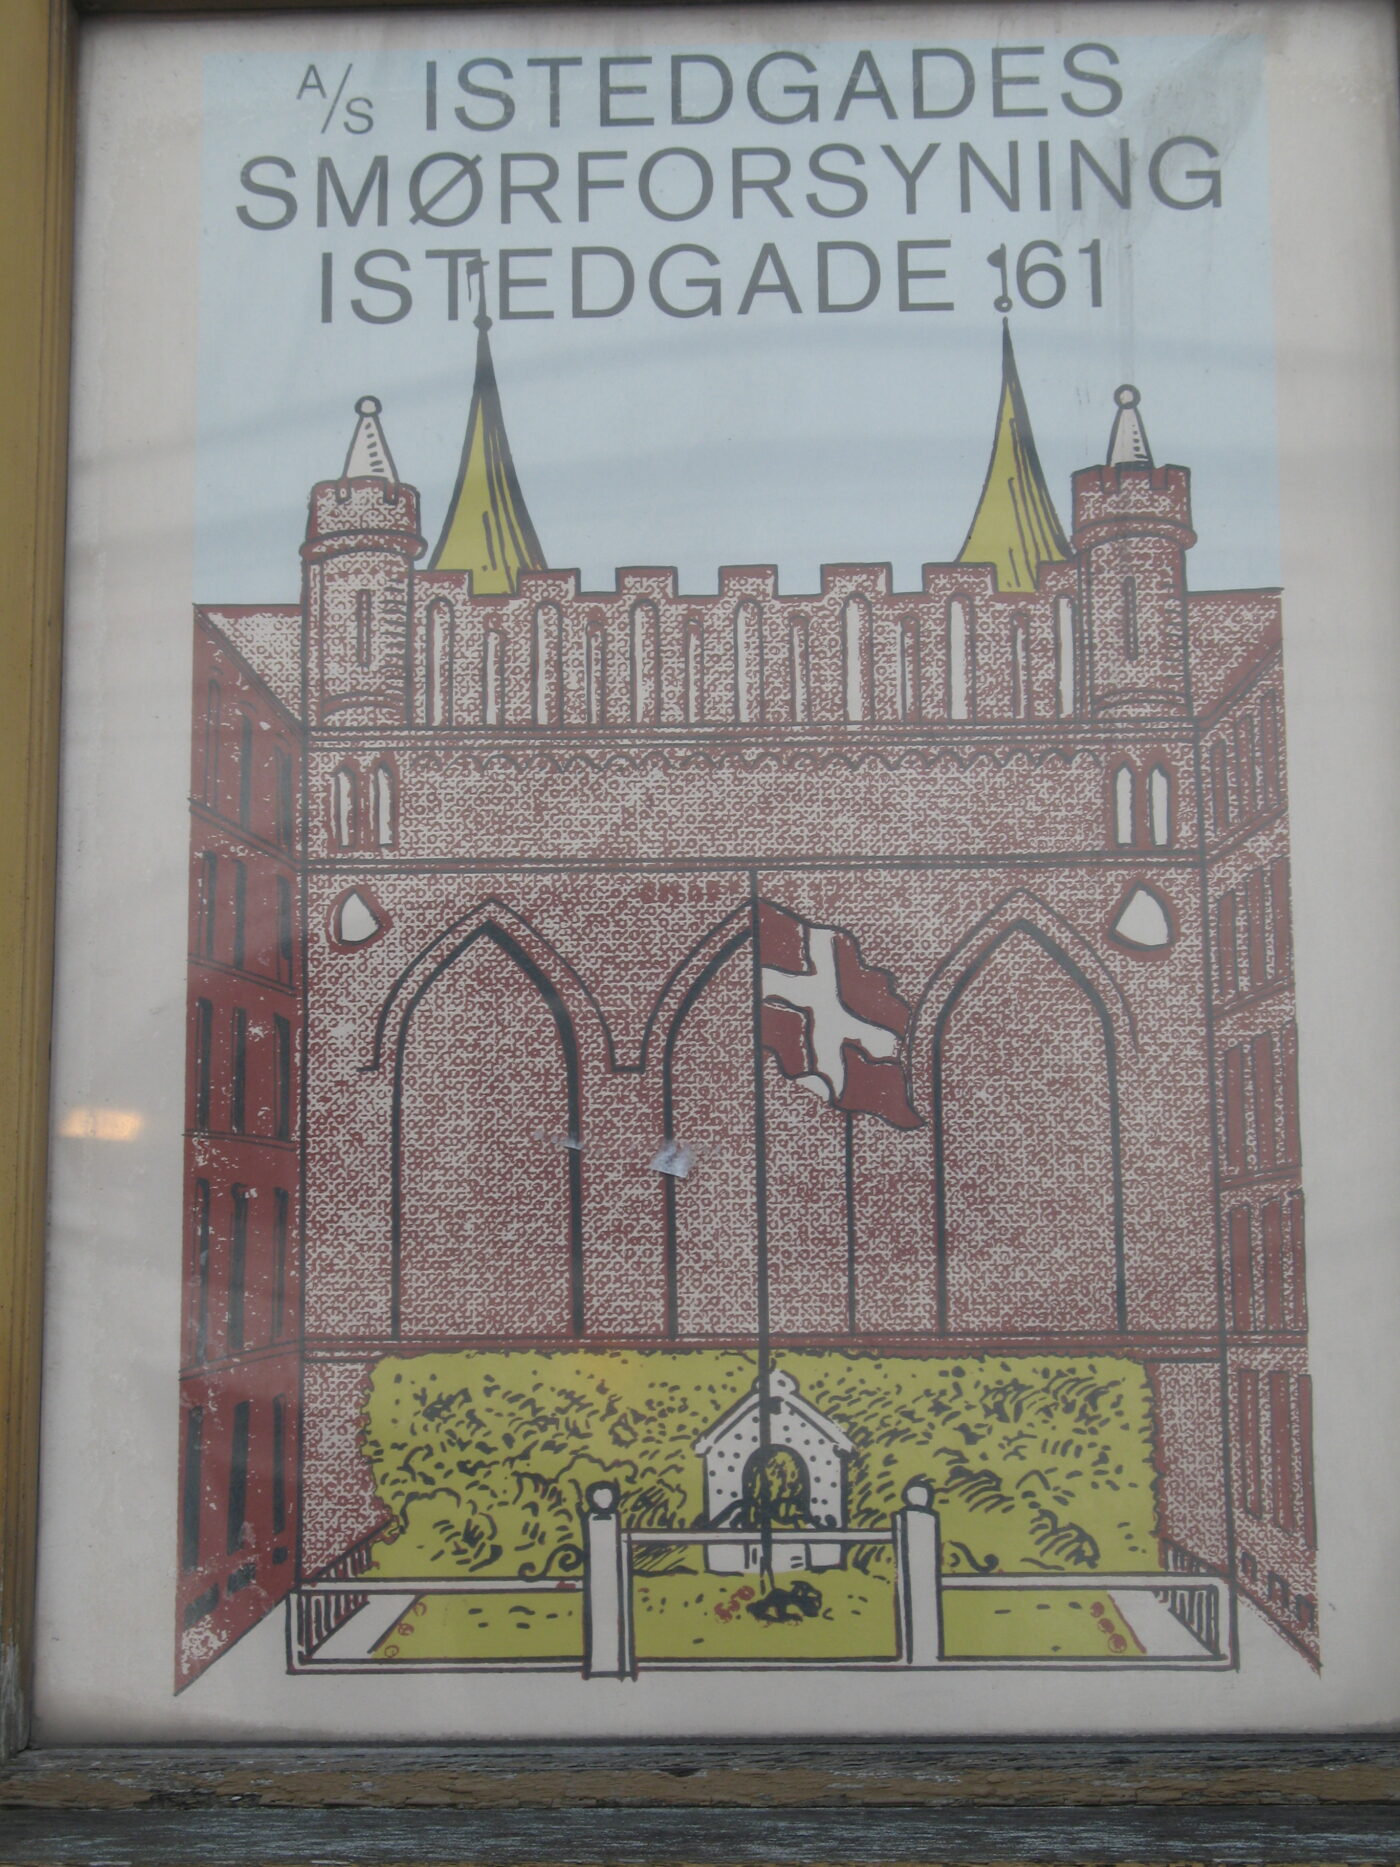 A/S ISTEDGADES
SMØRFORSYNING
ISTEDGADE 161